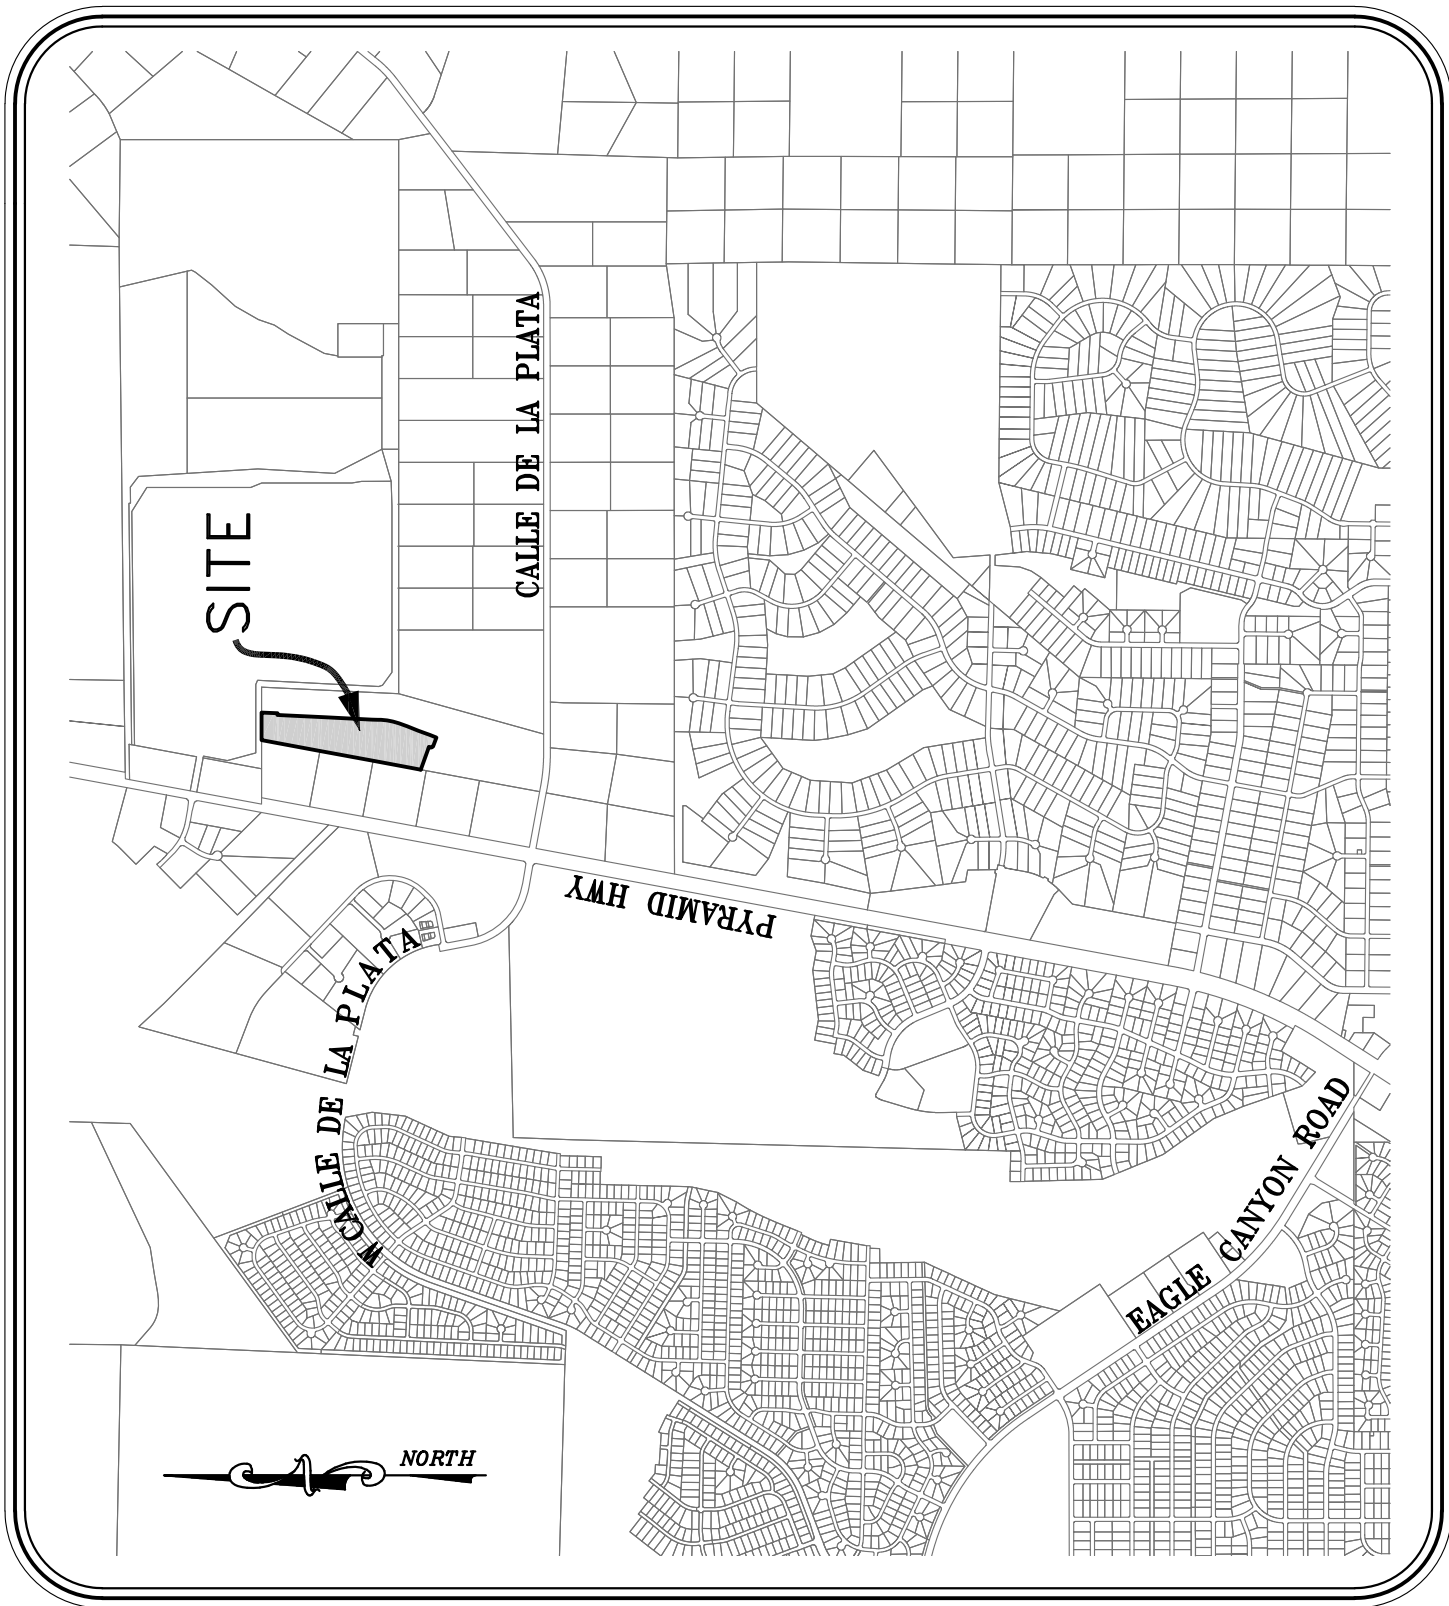 CALLE DE LA PLATA
SITE
PYRAMID HWY
W CALLE DE LA PLATA
EAGLE CANYON ROAD
NORTH